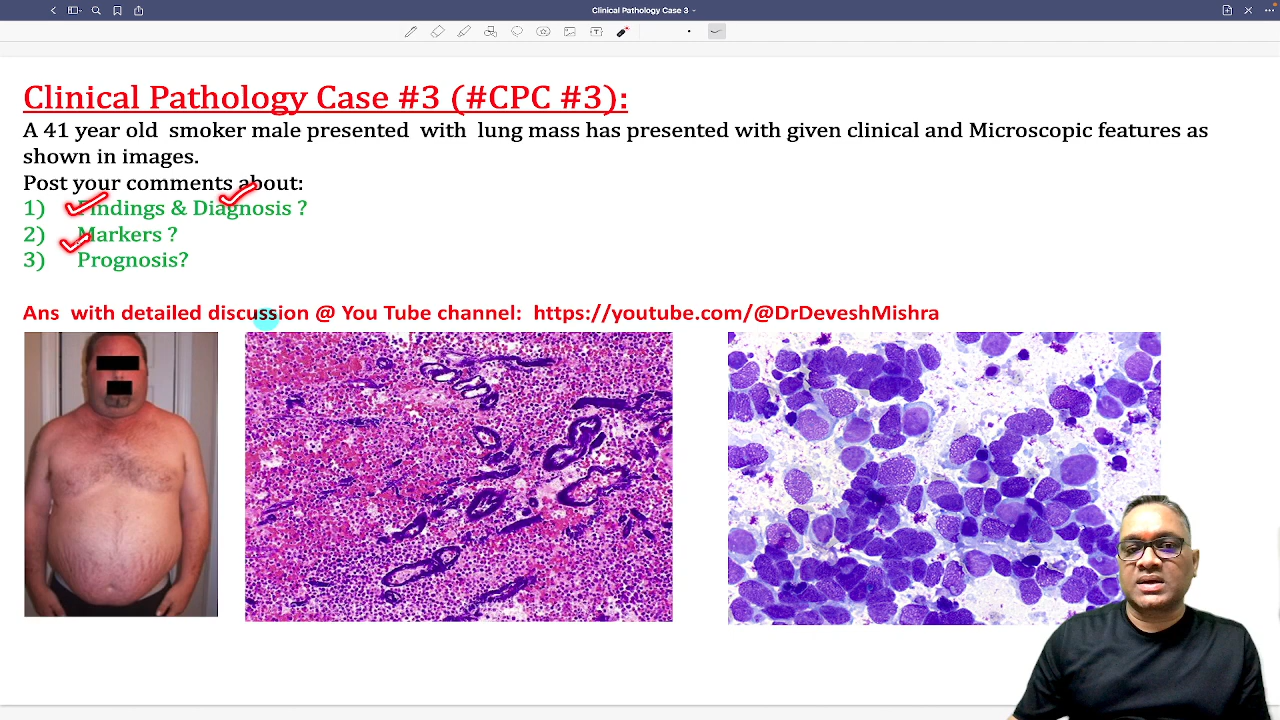 Clinical Pathology Case 3
Clinical Pathology Case #3 (#CPC #3):
A 41 year old smoker male presented with lung mass has presented with given clinical and Microscopic features as
shown in images.
Post your comments about:
1) Findings & Diagnosis ?
2) Markers ?
3) Prognosis?
Ans with detailed discussion @ You Tube channel: https://youtube.com/@DrDeveshMishra